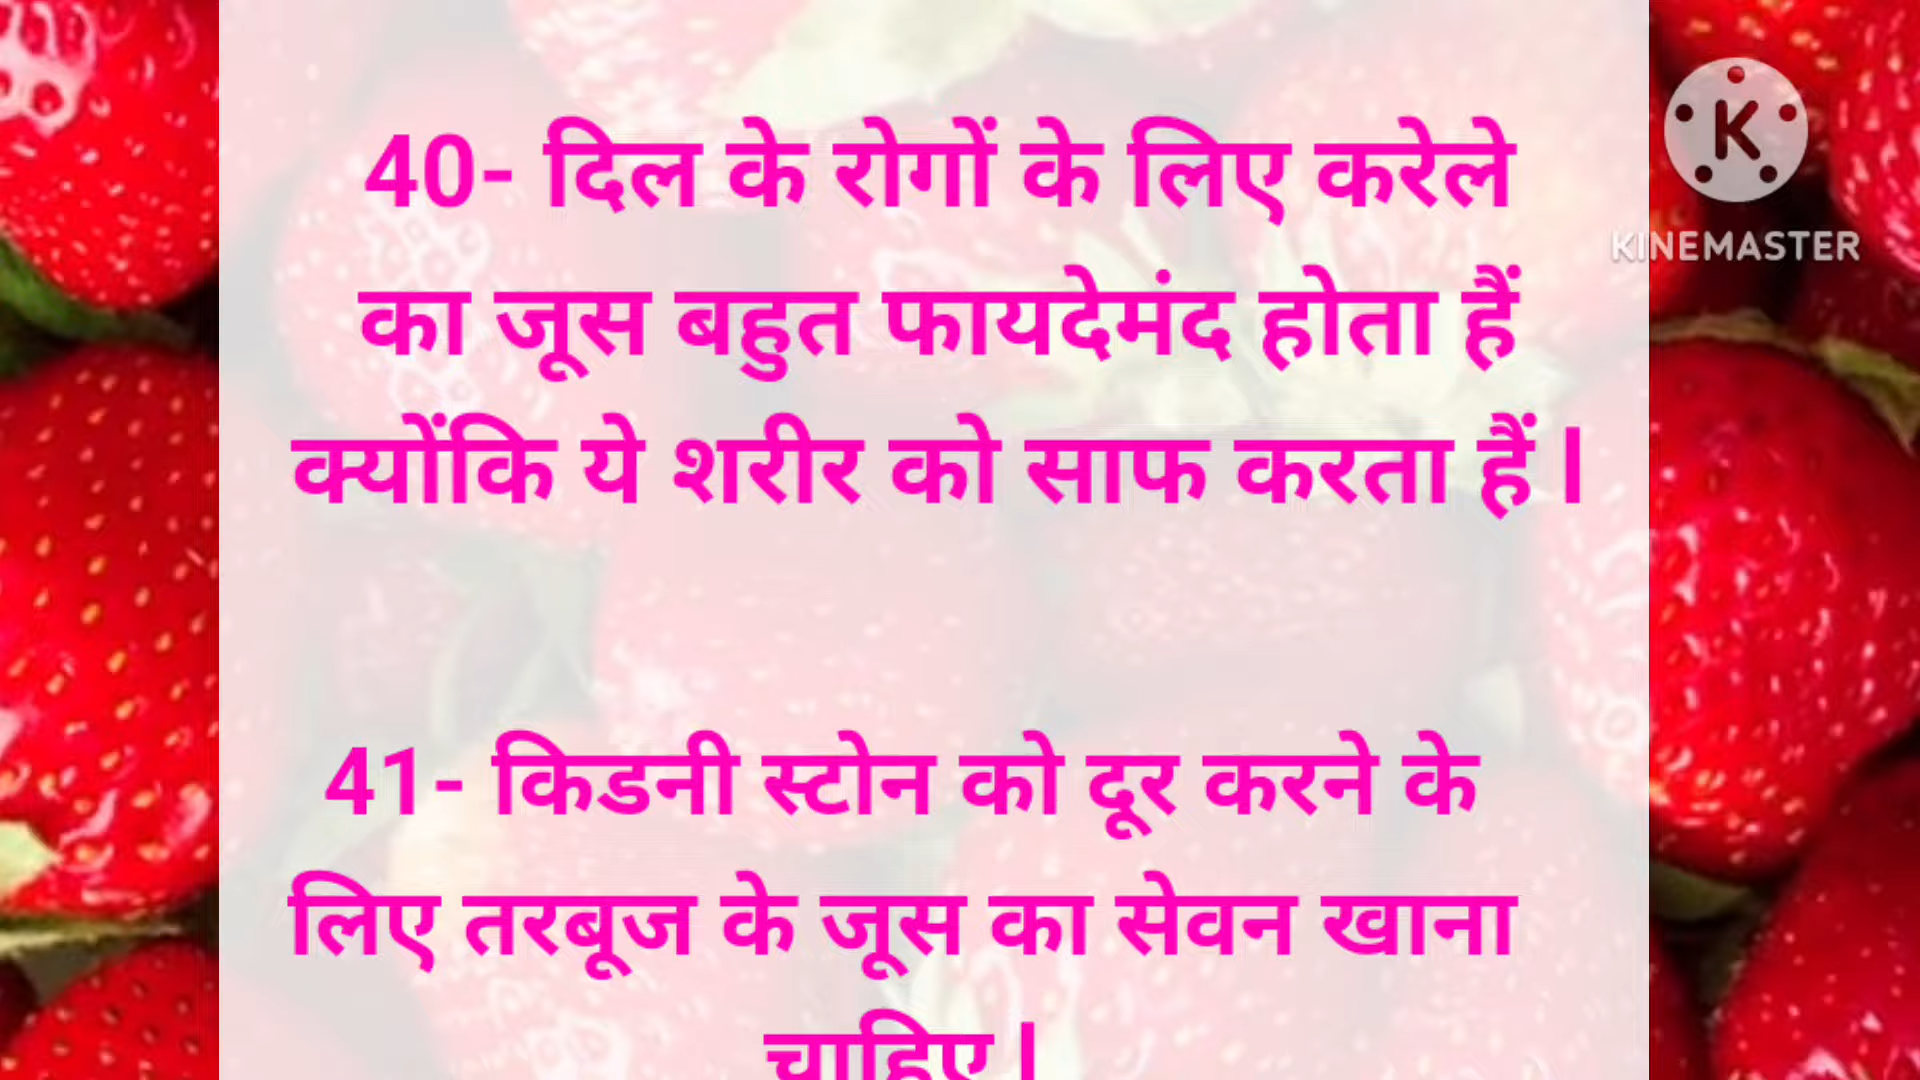 40- दिल के रोगों के लिए करेले
का जूस बहुत फायदेमंद होता हैं
क्योंकि ये शरीर को साफ करता हैं l
41- किडनी स्टोन को दूर करने के
लिए तरबूज के जूस का सेवन खाना
चाहिए l
K
KINEMASTER